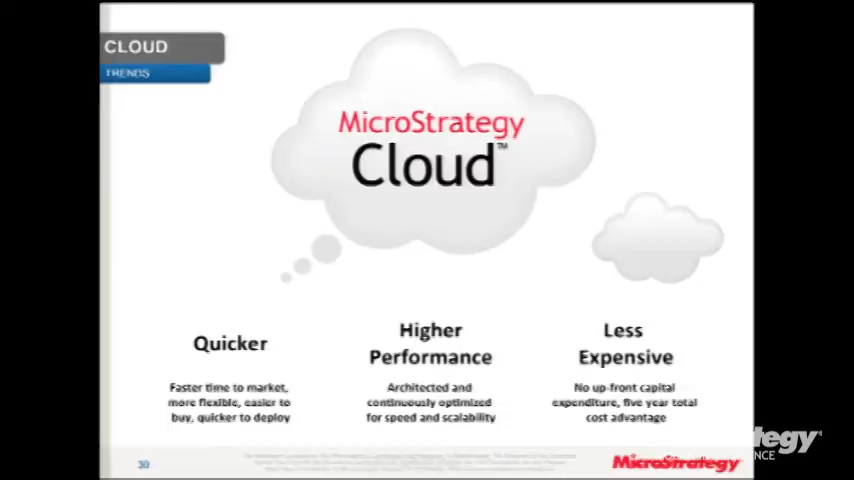 CLOUD
TRENDS
MicroStrategy
Cloud™
Quicker
Higher
Performance
Less
Expensive
Faster time to market,
more flexible, easier to
buy, quicker to deploy
Architected and
continuously optimized
for speed and scalability
No up-front capital
expenditure, five year total
cost advantage
30
MicroStrategy